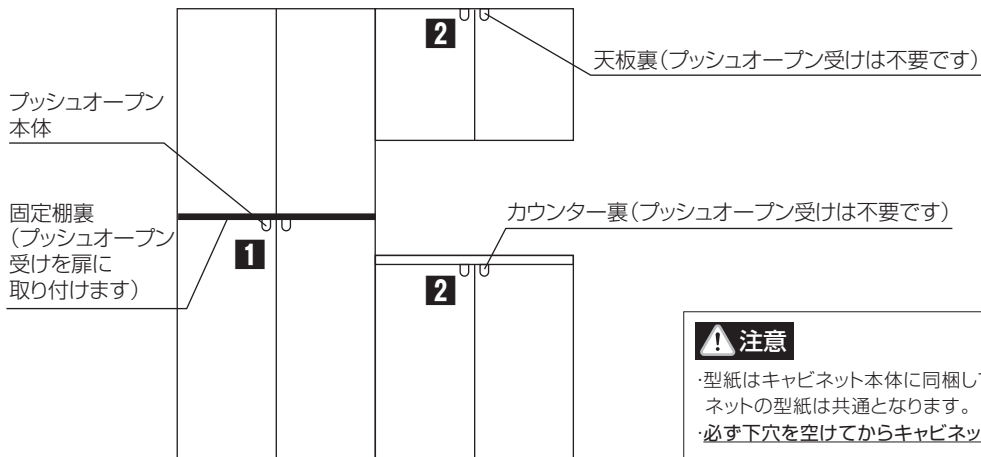 2
天板裏（プッシュオープン受けは不要です）
プッシュオープン
本体
固定棚裏
（プッシュオープン
受けを扉に
取り付けます）
1
カウンター裏（プッシュオープン受けは不要です）
2
注意
・型紙はキャビネット本体に同梱し
ネットの型紙は共通となります。
・必ず下穴を空けてからキャビネッ